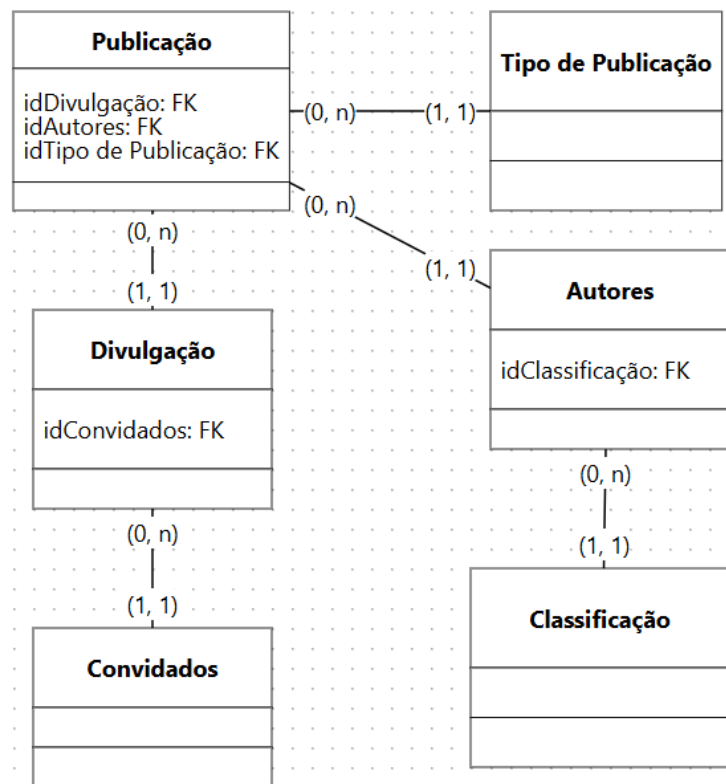 Publicação
idDivulgação: FK
idAutores: FK
idTipo de Publicação: FK
(0, n)
(1, 1)
Tipo de Publicação
(0, n)
(1, 1)
Autores
idClassificação: FK
(0, n)
(1, 1)
Classificação
(0, n)
(1, 1)
Divulgação
idConvidados: FK
(0, n)
(1, 1)
Convidados